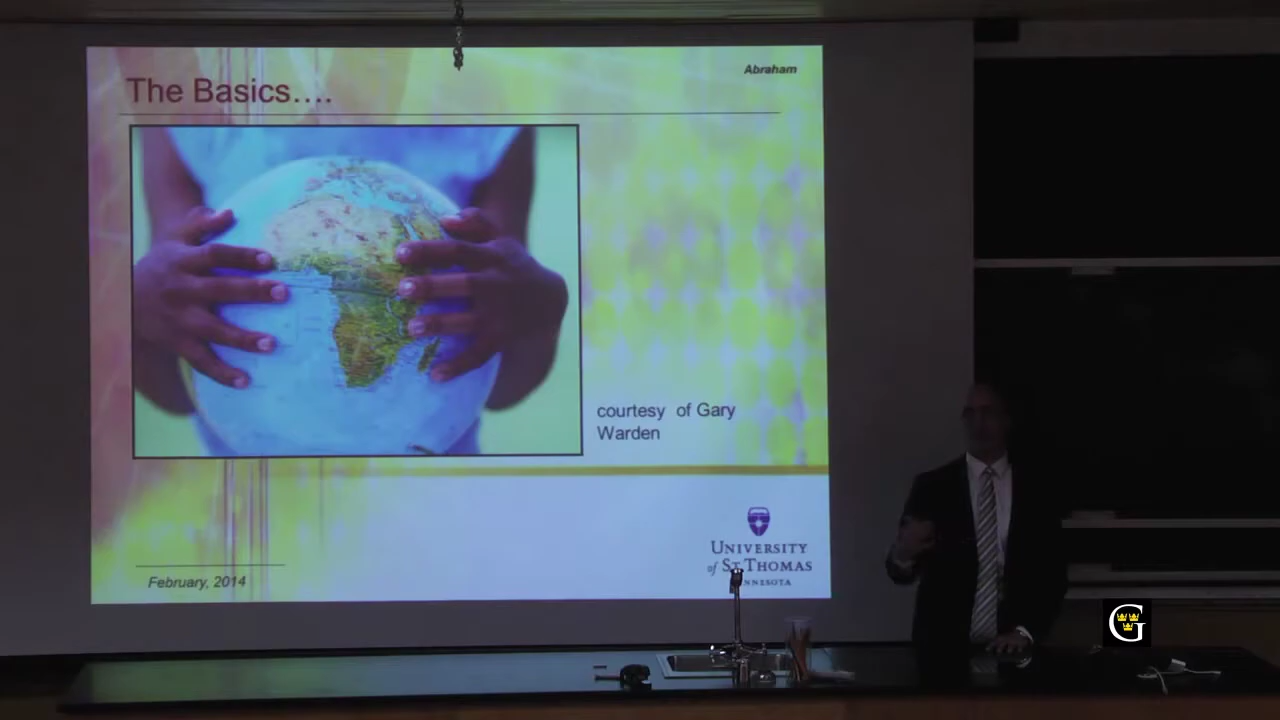 Abraham
The Basics….
courtesy of Gary
Warden
UNIVERSITY
of ST. THOMAS
February, 2014
G